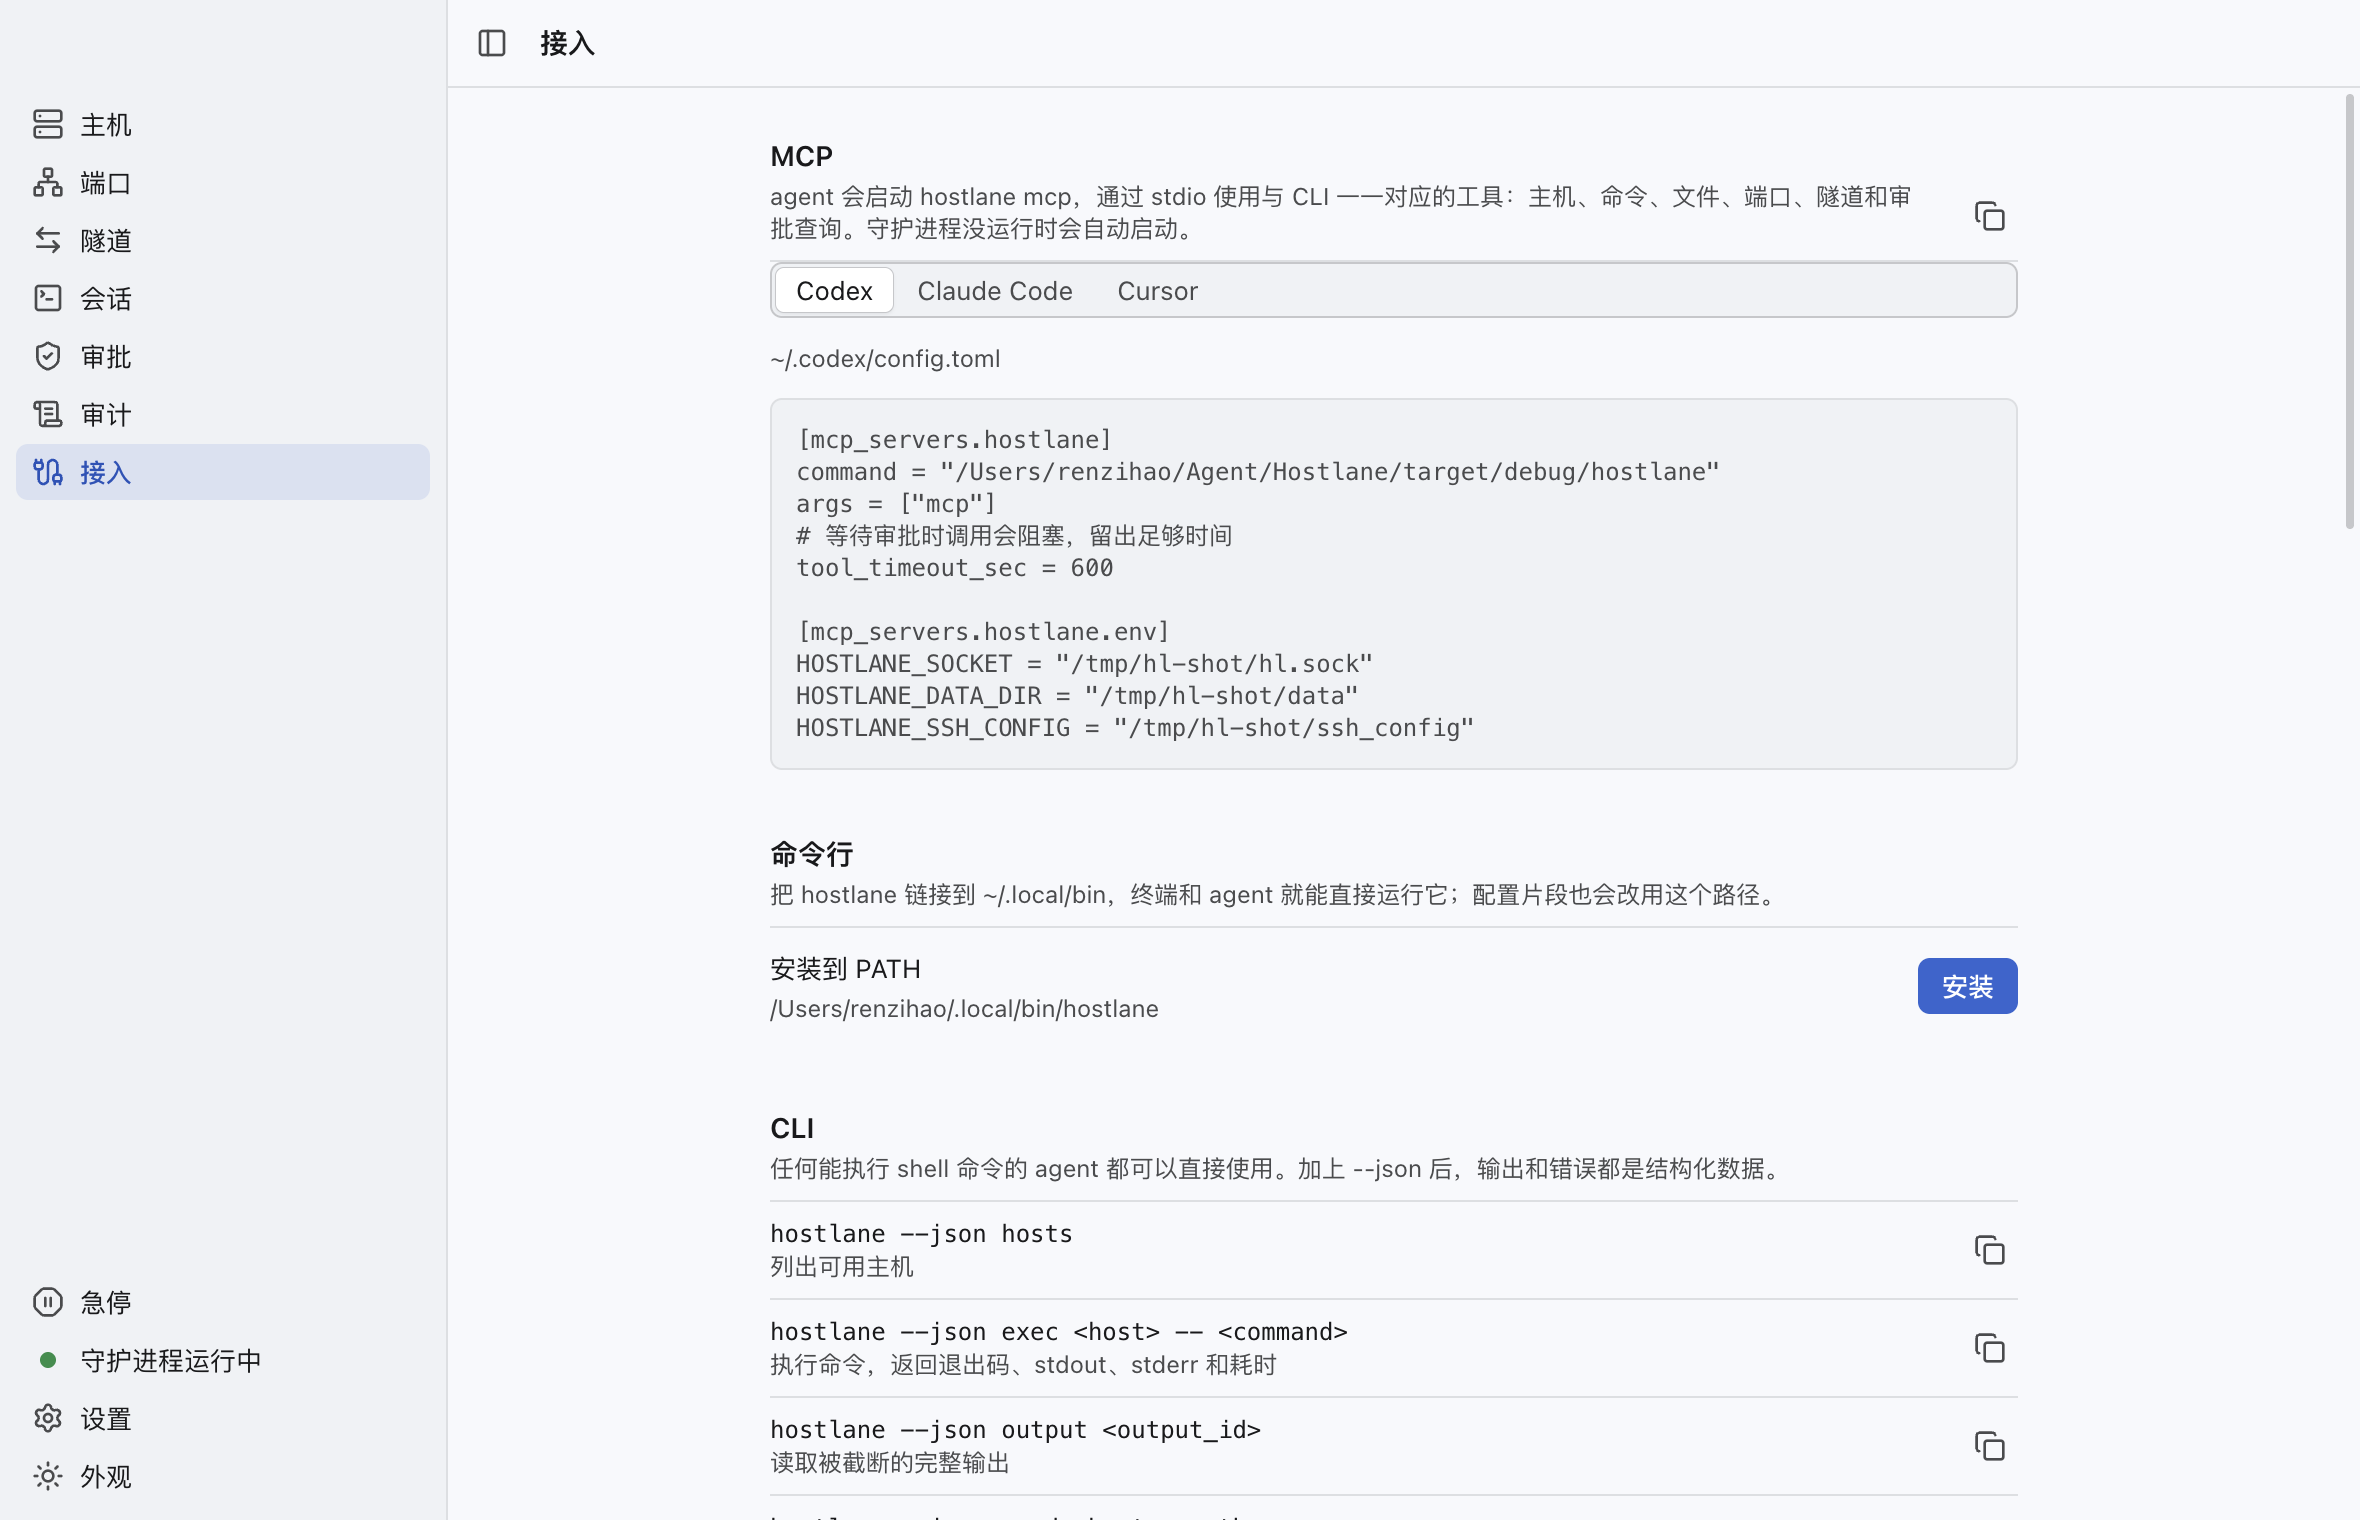 接入
主机
端口
隧道
会话
审批
审计
接入
急停
守护进程运行中
设置
外观
MCP
agent 会启动 hostlane mcp，通过 stdio 使用与 CLI 一一对应的工具：主机、命令、文件、端口、隧道和审
批查询。守护进程没运行时会自动启动。
Codex Claude Code Cursor
~/.codex/config.toml
[mcp_servers.hostlane]
command = "/Users/renzihao/Agent/Hostlane/target/debug/hostlane"
args = ["mcp"]
# 等待审批时调用会阻塞，留出足够时间
tool_timeout_sec = 600
[mcp_servers.hostlane.env]
HOSTLANE_SOCKET = "/tmp/hl-shot/hl.sock"
HOSTLANE_DATA_DIR = "/tmp/hl-shot/data"
HOSTLANE_SSH_CONFIG = "/tmp/hl-shot/ssh_config"
命令行
把 hostlane 链接到 ~/.local/bin，终端和 agent 就能直接运行它；配置片段也会改用这个路径。
安装到 PATH
/Users/renzihao/.local/bin/hostlane
安装
CLI
任何能执行 shell 命令的 agent 都可以直接使用。加上 --json 后，输出和错误都是结构化数据。
hostlane --json hosts
列出可用主机
hostlane --json exec <host> -- <command>
执行命令，返回退出码、stdout、stderr 和耗时
hostlane --json output <output_id>
读取被截断的完整输出